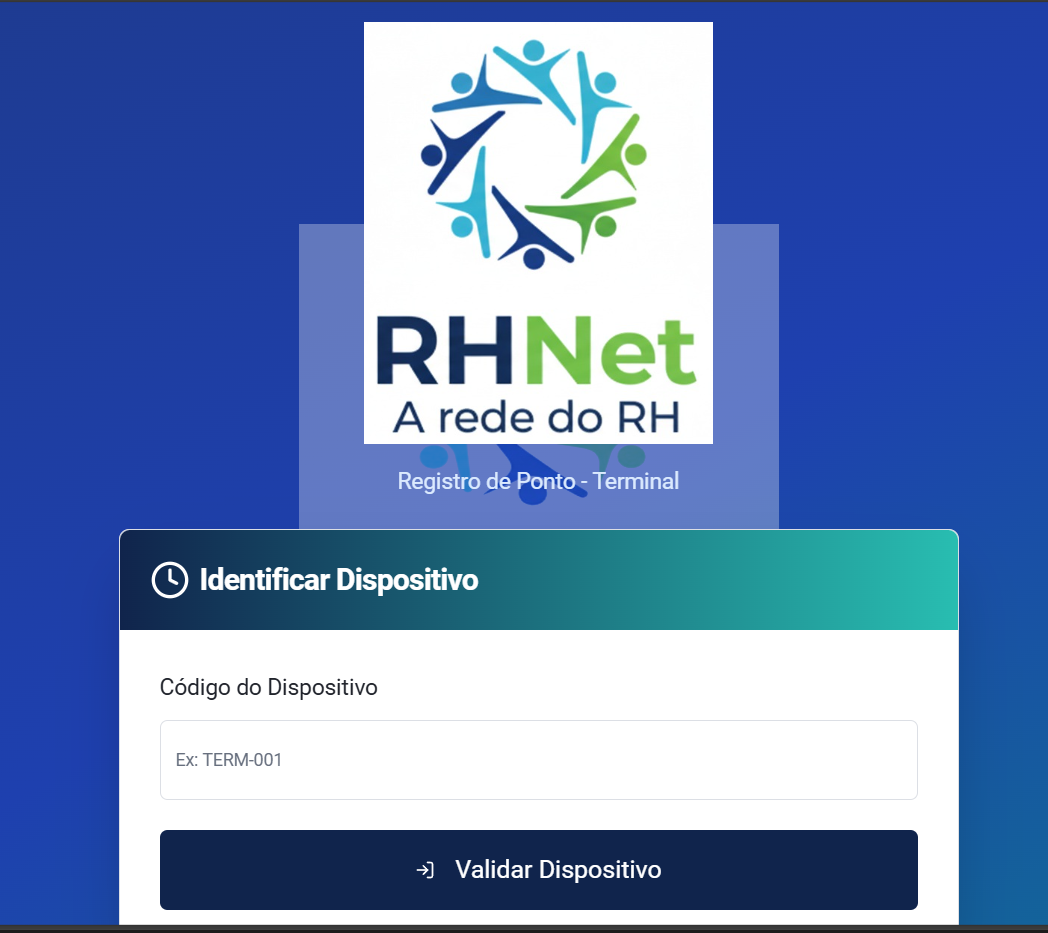 RHNet
A rede do RH
Registro de Ponto - Terminal
Identificar Dispositivo
Código do Dispositivo
Ex: TERM-001
Validar Dispositivo